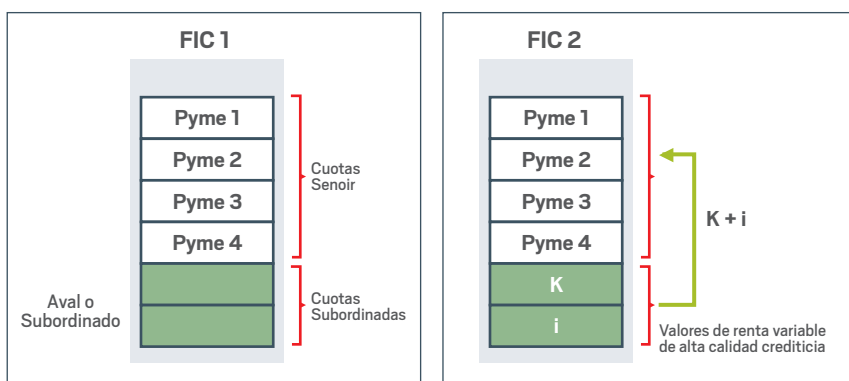 FIC 1
Pyme 1
Pyme 2
Pyme 3
Pyme 4
Cuotas
Senoir
Aval o
Subordinado
Cuotas
Subordinadas
FIC 2
Pyme 1
Pyme 2
Pyme 3
Pyme 4
K
i
K + i
Valores de renta variable
de alta calidad crediticia